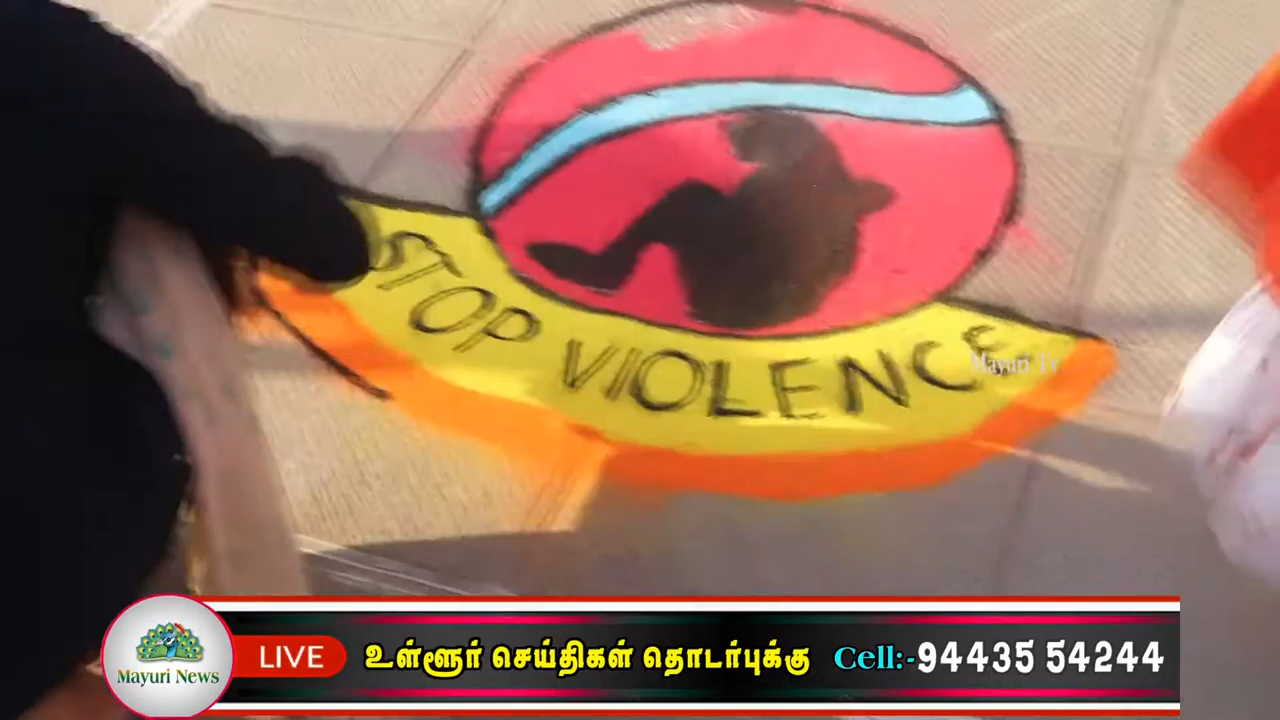 STOP VIOLENCE
Mayuri Tv
Mayuri News
LIVE
உள்ளூர் செய்திகள் தொடர்புக்கு Cell:-94435 54244